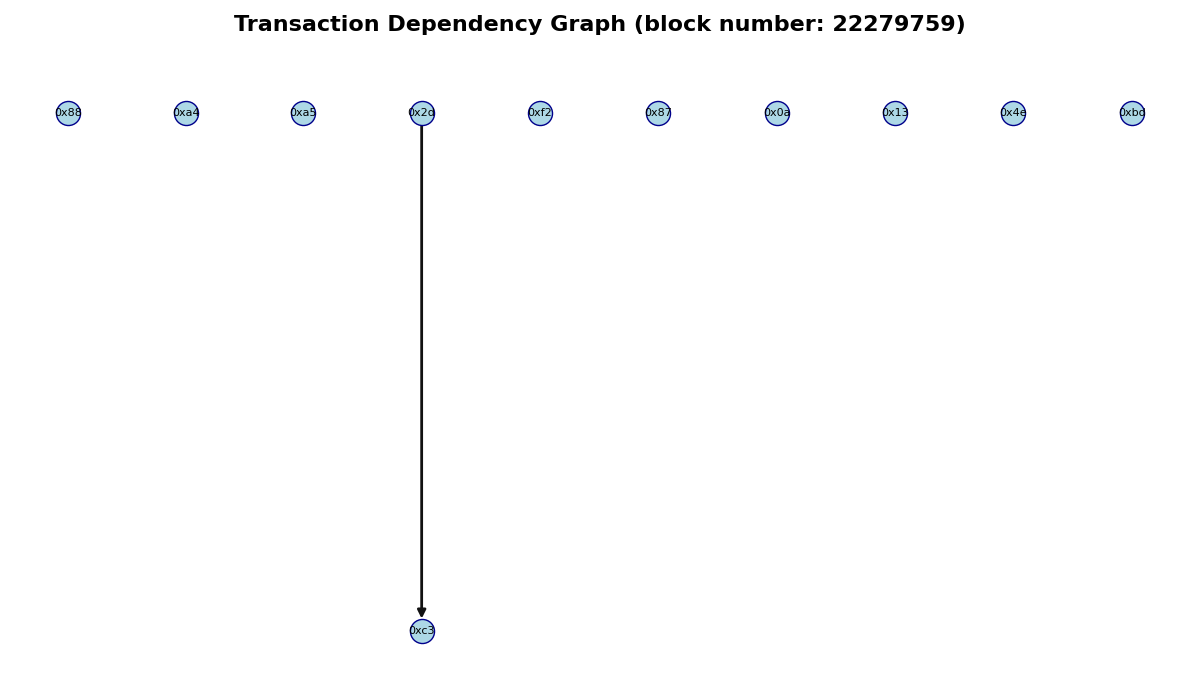 Transaction Dependency Graph (block number: 22279759)
0x88 0xa4 0xa5 0x2d 0xf2 0x87 0x0a 0x13 0x4e 0xbd
0xc3